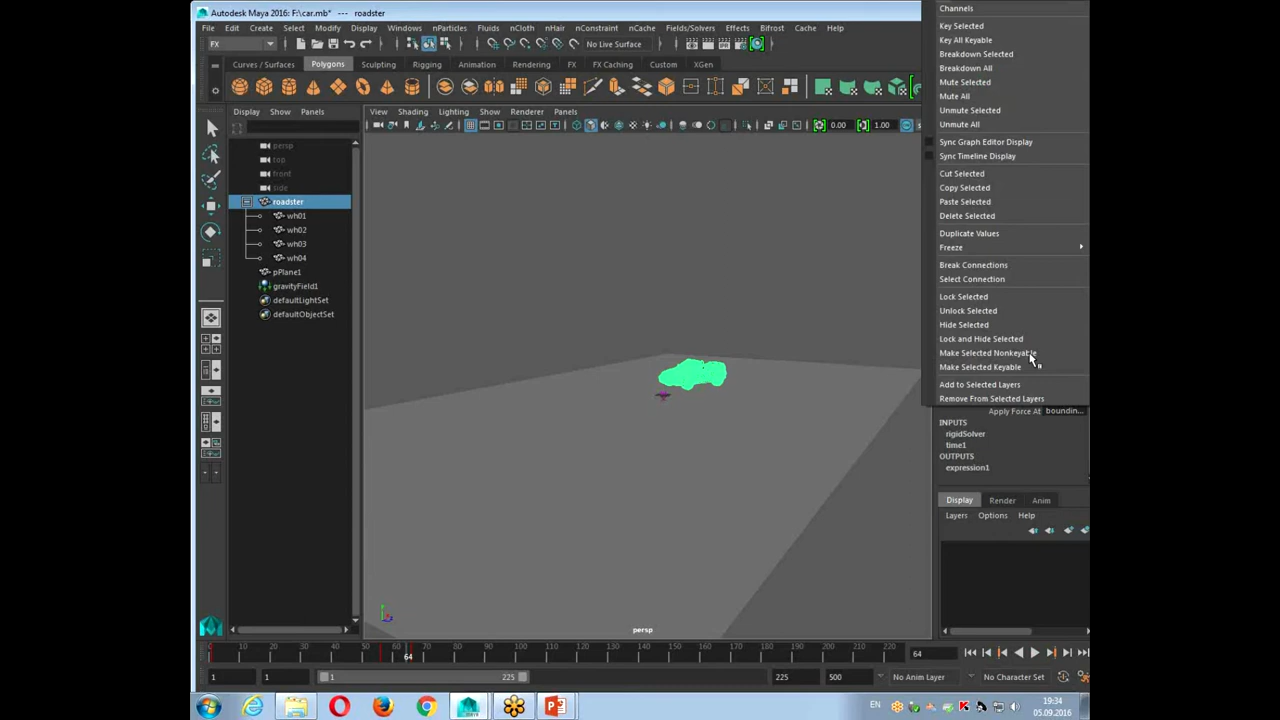 Autodesk Maya 2016: F:\car.mb* --- roadster
File Edit Create Select Modify Display Windows nParticles Fluids nCloth nHair nConstraint nCache Fields/Solvers Effects Bifrost Cache Help
FX
No Live Surface
Curves / Surfaces Polygons Sculpting Rigging Animation Rendering FX FX Caching Custom XGen
Display Show Panels
View Shading Lighting Show Renderer Panels
0.00 1.00
persp
top
front
side
roadster
wh01
wh02
wh03
wh04
pPlane1
gravityField1
defaultLightSet
defaultObjectSet
persp
Channels
Key Selected
Key All Keyable
Breakdown Selected
Breakdown All
Mute Selected
Mute All
Unmute Selected
Unmute All
Sync Graph Editor Display
Sync Timeline Display
Cut Selected
Copy Selected
Paste Selected
Delete Selected
Duplicate Values
Freeze
Break Connections
Select Connection
Lock Selected
Unlock Selected
Hide Selected
Lock and Hide Selected
Make Selected Nonkeyable
Make Selected Keyable
Add to Selected Layers
Remove From Selected Layers
Apply Force At boundin...
INPUTS
rigidSolver
time1
OUTPUTS
expression1
Display Render Anim
Layers Options Help
0 10 20 30 40 50 60 70 80 90 100 110 120 130 140 150 160 170 180 190 200 210 220
64
64
1 1 1 225 225 500 No Anim Layer No Character Set
EN
19:34
05.09.2016